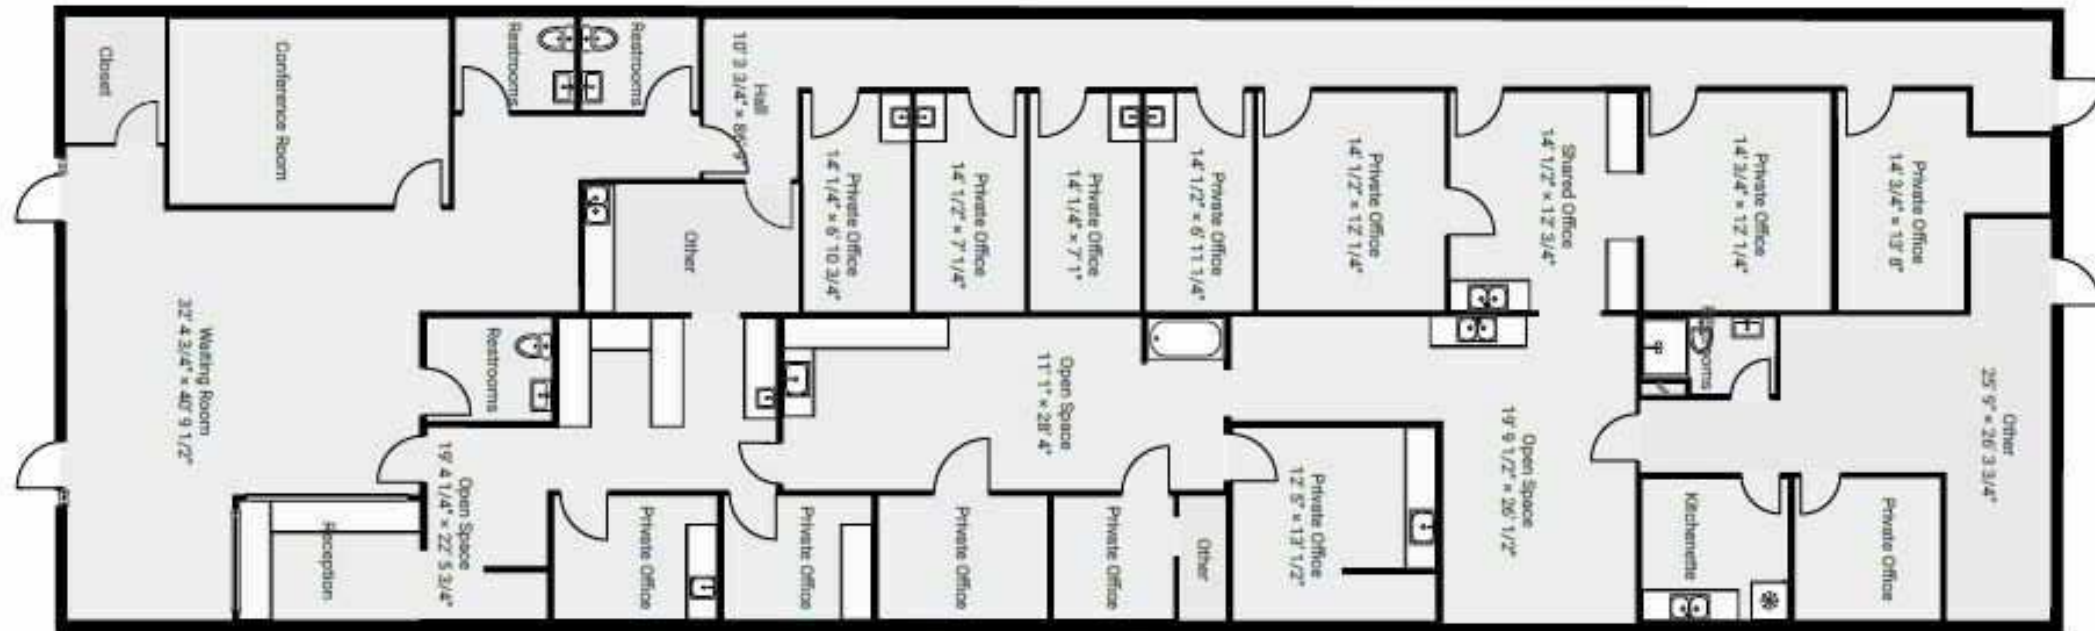 Closet
Conference Room
Restrooms
Restrooms
Hall
10' 3 3/4" × 86' 9"
Private Office
14' 1/4" × 6' 10 3/4"
Private Office
14' 1/2" × 7' 1/4"
Private Office
14' 1/4" × 7' 1"
Private Office
14' 1/2" × 6' 11 1/4"
Private Office
14' 1/2" × 12' 1/4"
Shared Office
14' 1/2" × 12' 3/4"
Private Office
14' 3/4" × 12' 1/4"
Private Office
14' 3/4" × 13' 8"
Other
Waiting Room
32' 4 3/4" × 40' 9 1/2"
Restrooms
Open Space
11' 1" × 28' 4"
Open Space
19' 9 1/2" × 26' 1/2"
Restrooms
Other
25' 9" × 26' 3 3/4"
Reception
Open Space
19' 4 1/4" × 22' 5 3/4"
Private Office
Private Office
Private Office
Private Office
Other
Private Office
12' 5" × 13' 1/2"
Kitchenette
Private Office